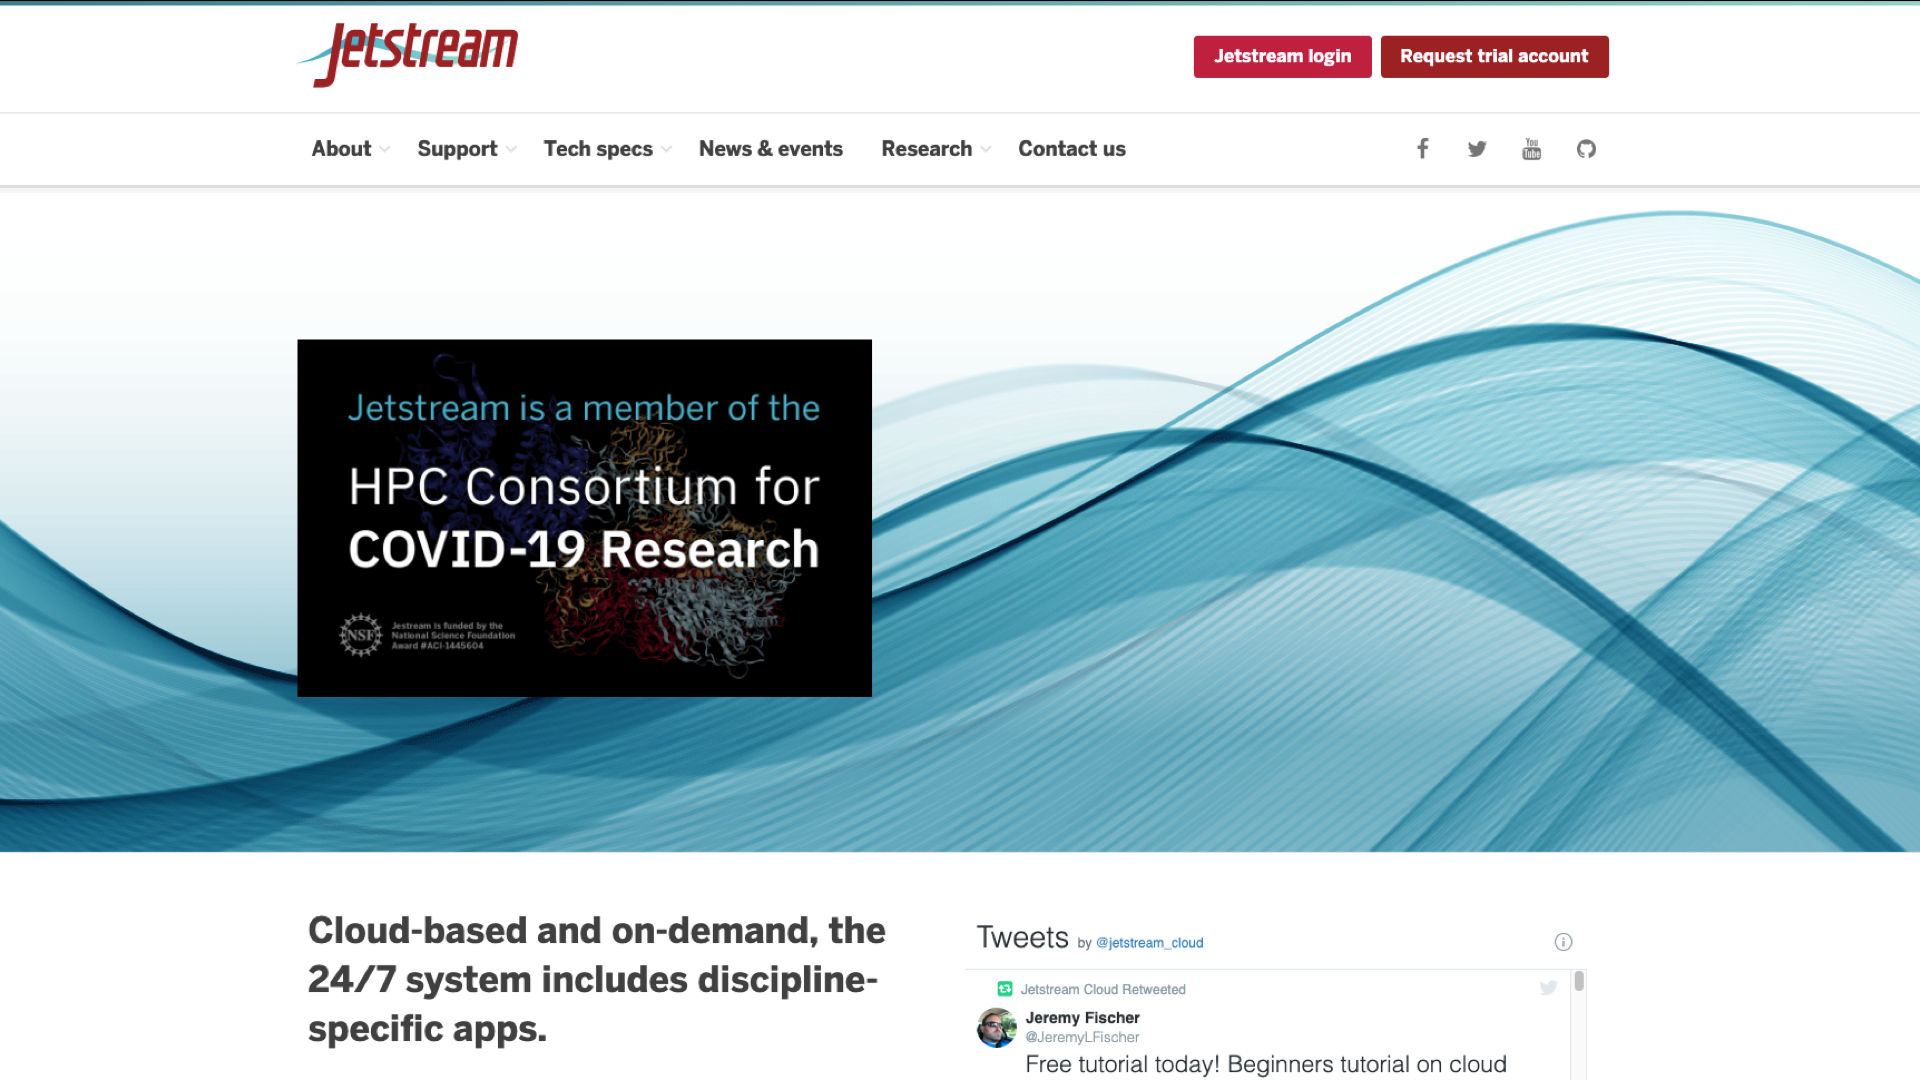 Jetstream
Jetstream login
Request trial account
About
Support
Tech specs
News & events
Research
Contact us
You
Tube
Jetstream is a member of the
HPC Consortium for
COVID-19 Research
NSF
Jestream is funded by the
National Science Foundation
Award #ACI-1445604
Cloud-based and on-demand, the
24/7 system includes discipline-
specific apps.
Tweets by @jetstream_cloud
Jetstream Cloud Retweeted
Jeremy Fischer
@JeremyLFischer
Free tutorial today! Beginners tutorial on cloud